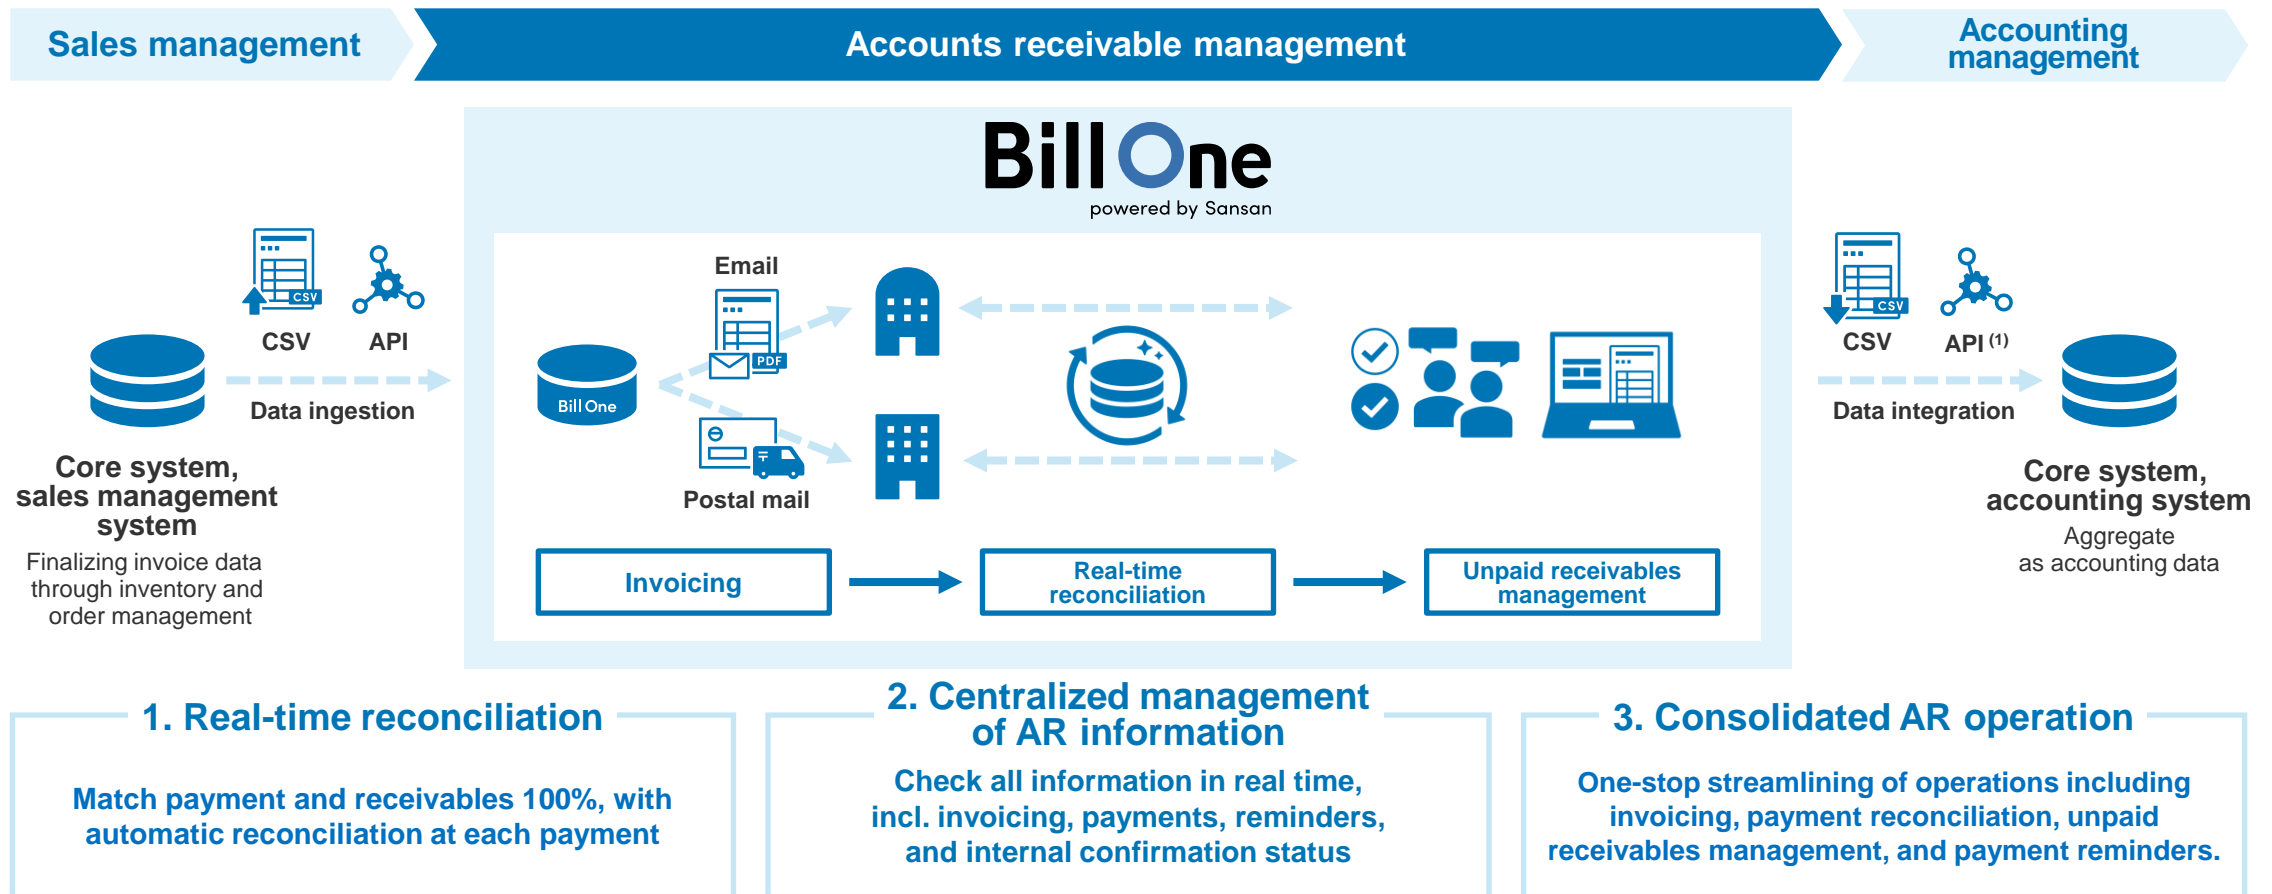 Sales management
Accounts receivable management
Accounting
management
Bill One
powered by Sansan
CSV
CSV
API
Data ingestion
Core system,
sales management
system
Finalizing invoice data
through inventory and
order management
Bill One
Email
PDF
Postal mail
Invoicing
Real-time
reconciliation
Unpaid receivables
management
CSV
CSV
API (1)
Data integration
Core system,
accounting system
Aggregate
as accounting data
1. Real-time reconciliation
Match payment and receivables 100%, with
automatic reconciliation at each payment
2. Centralized management
of AR information
Check all information in real time,
incl. invoicing, payments, reminders,
and internal confirmation status
3. Consolidated AR operation
One-stop streamlining of operations including
invoicing, payment reconciliation, unpaid
receivables management, and payment reminders.